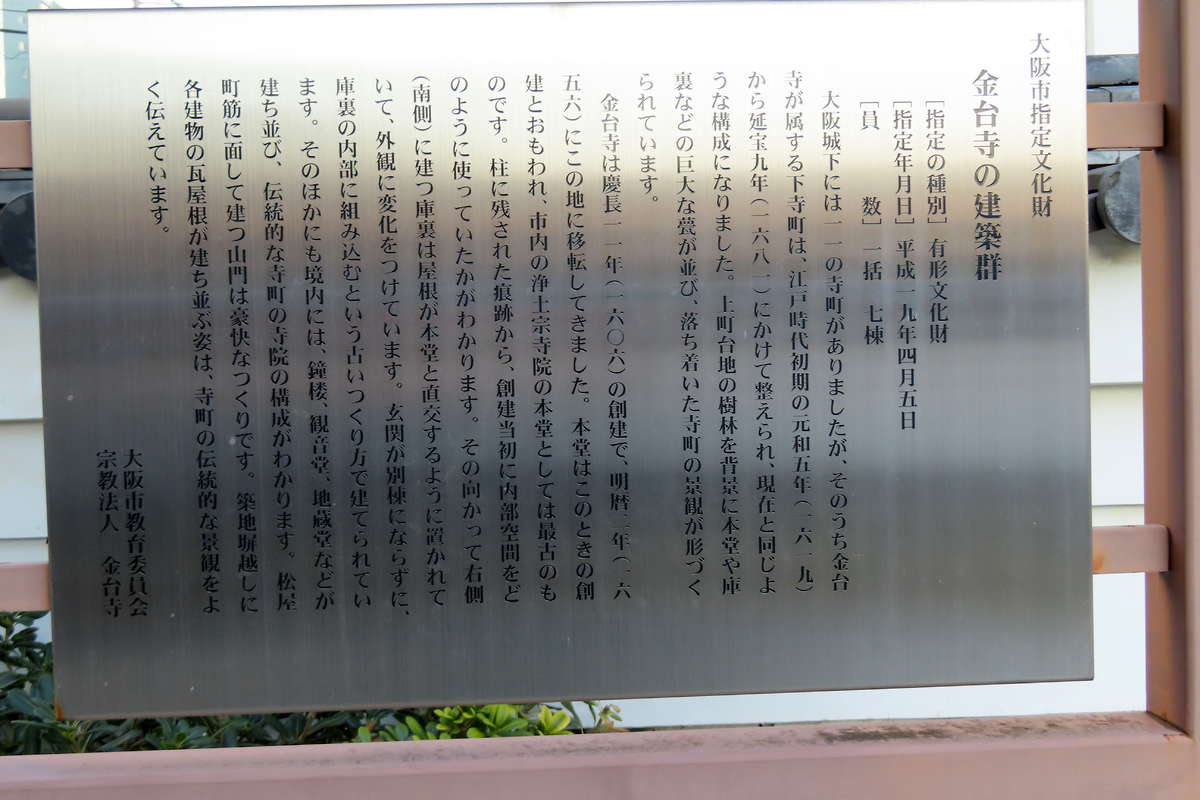 大阪市指定文化財
金台寺の建築群
［指定の種別］ 有形文化財
［指定年月日］ 平成一九年四月五日
［員　　数］ 一括　七棟
大阪城下には一一の寺町がありましたが、そのうち金台
寺が属する下寺町は、江戸時代初期の元和五年（一六一九）
から延宝九年（一六八一）にかけて整えられ、現在と同じよ
うな構成になりました。上町台地の樹林を背景に本堂や庫
裏などの巨大な甍が並び、落ち着いた寺町の景観が形づく
られています。
金台寺は慶長一一年（一六〇六）の創建で、明暦二年（一六
五六）にこの地に移転してきました。本堂はこのときの創
建とおもわれ、市内の浄土宗寺院の本堂としては最古のも
のです。柱に残された痕跡から、創建当初に内部空間をど
のように使っていたかがわかります。その向かって右側
（南側）に建つ庫裏は屋根が本堂と直交するように置かれて
いて、外観に変化をつけています。玄関が別棟にならずに、
庫裏の内部に組み込むという古いつくり方で建てられてい
ます。そのほかにも境内には、鐘楼、観音堂、地蔵堂などが
建ち並び、伝統的な寺町の寺院の構成がわかります。松屋
町筋に面して建つ山門は豪快なつくりです。築地塀越しに
各建物の瓦屋根が建ち並ぶ姿は、寺町の伝統的な景観をよ
く伝えています。
大阪市教育委員会
宗教法人　金台寺